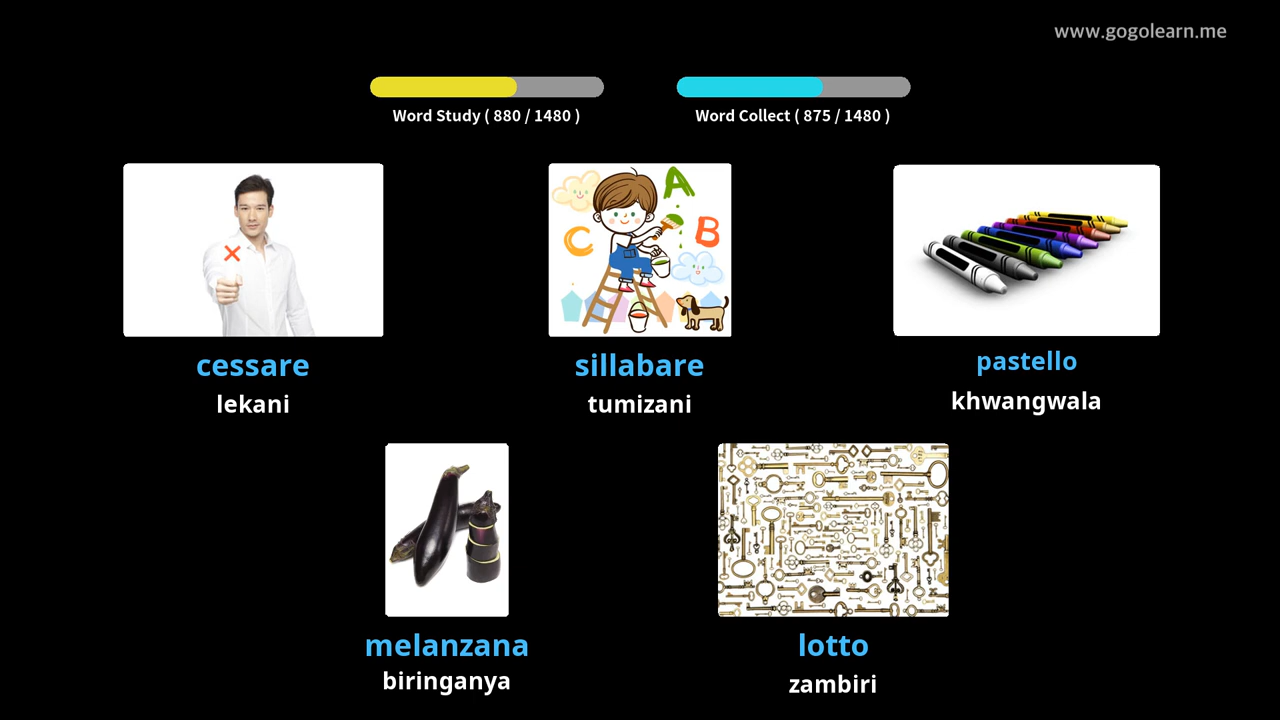 www.gogolearn.me
Word Study ( 880 / 1480 )
Word Collect ( 875 / 1480 )
A
B
C
cessare
lekani
sillabare
tumizani
pastello
khwangwala
melanzana
biringanya
lotto
zambiri